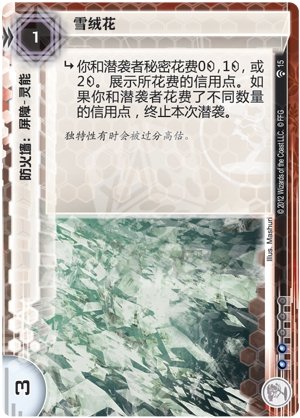 1
雪绒花
防火墙：屏障-灵能
↳ 你和潜袭者秘密花费0⊂,1⊂, 或
2⊂。展示所花费的信用点。如
果你和潜袭者花费了不同数量
的信用点，终止本次潜袭。
独特性有时会被过分高估。
Illus. Mashuri
© 2012 Wizards of the Coast LLC. © FFG
15
3